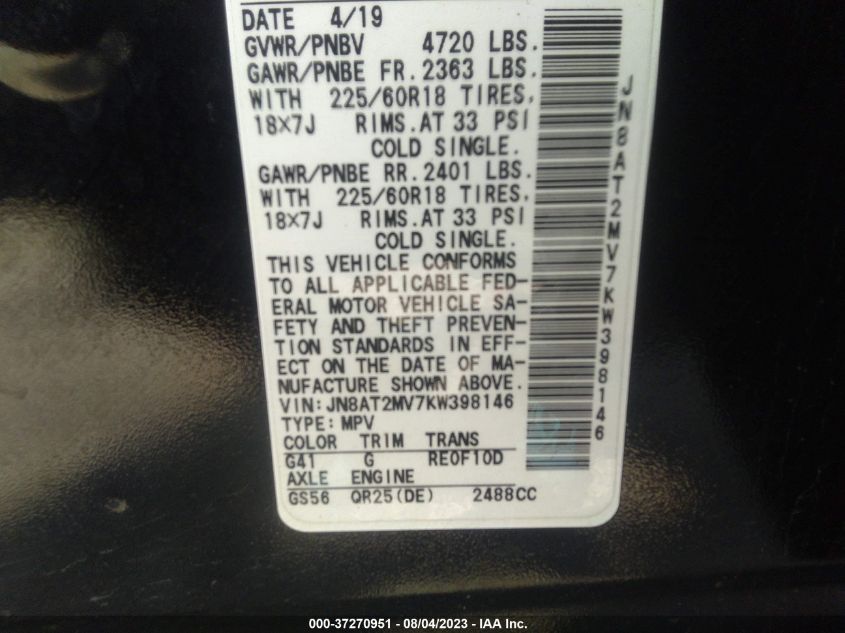 DATE 4/19
GVWR/PNBV 4720 LBS.
GAWR/PNBE FR. 2363 LBS.
WITH 225/60R18 TIRES,
18X7J RIMS. AT 33 PSI
COLD SINGLE.
GAWR/PNBE RR. 2401 LBS.
WITH 225/60R18 TIRES,
18X7J RIMS. AT 33 PSI
COLD SINGLE.
THIS VEHICLE CONFORMS
TO ALL APPLICABLE FED-
ERAL MOTOR VEHICLE SA-
FETY AND THEFT PREVEN-
TION STANDARDS IN EFF-
ECT ON THE DATE OF MA-
NUFACTURE SHOWN ABOVE.
VIN:JN8AT2MV7KW398146
TYPE:MPV
COLOR TRIM TRANS
G41 G RE0F10D
AXLE ENGINE
GS56 QR25(DE) 2488CC
JN8AT2MV7KW398146
000-37270951 - 08/04/2023 - IAA Inc.